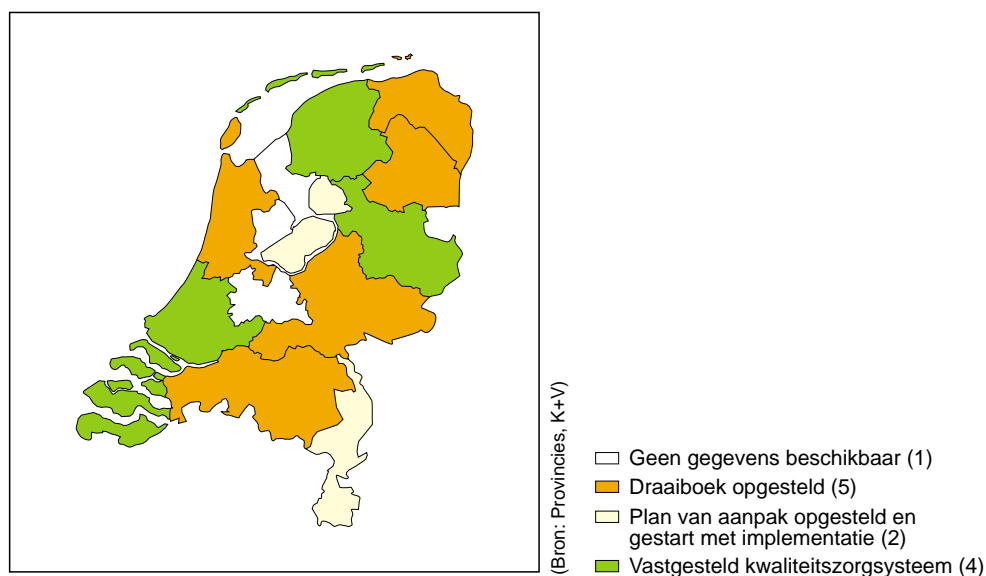 (Bron: Provincies, K+V)
Geen gegevens beschikbaar (1)
Draaiboek opgesteld (5)
Plan van aanpak opgesteld en
gestart met implementatie (2)
Vastgesteld kwaliteitszorgsysteem (4)